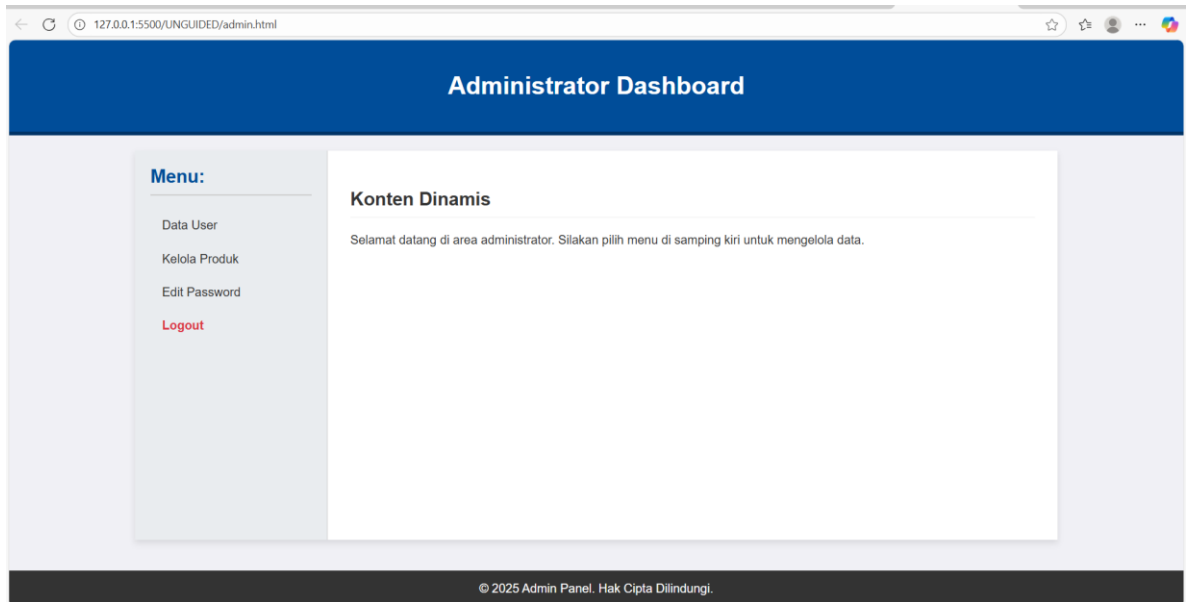 127.0.0.1:5500/UNGUIDED/admin.html
Administrator Dashboard
Menu:
Data User
Kelola Produk
Edit Password
Logout
Konten Dinamis
Selamat datang di area administrator. Silakan pilih menu di samping kiri untuk mengelola data.
© 2025 Admin Panel. Hak Cipta Dilindungi.